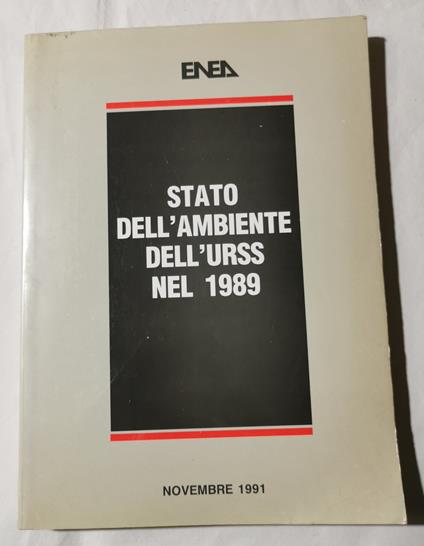 ENEA
STATO
DELL'AMBIENTE
DELL'URSS
NEL 1989
NOVEMBRE 1991